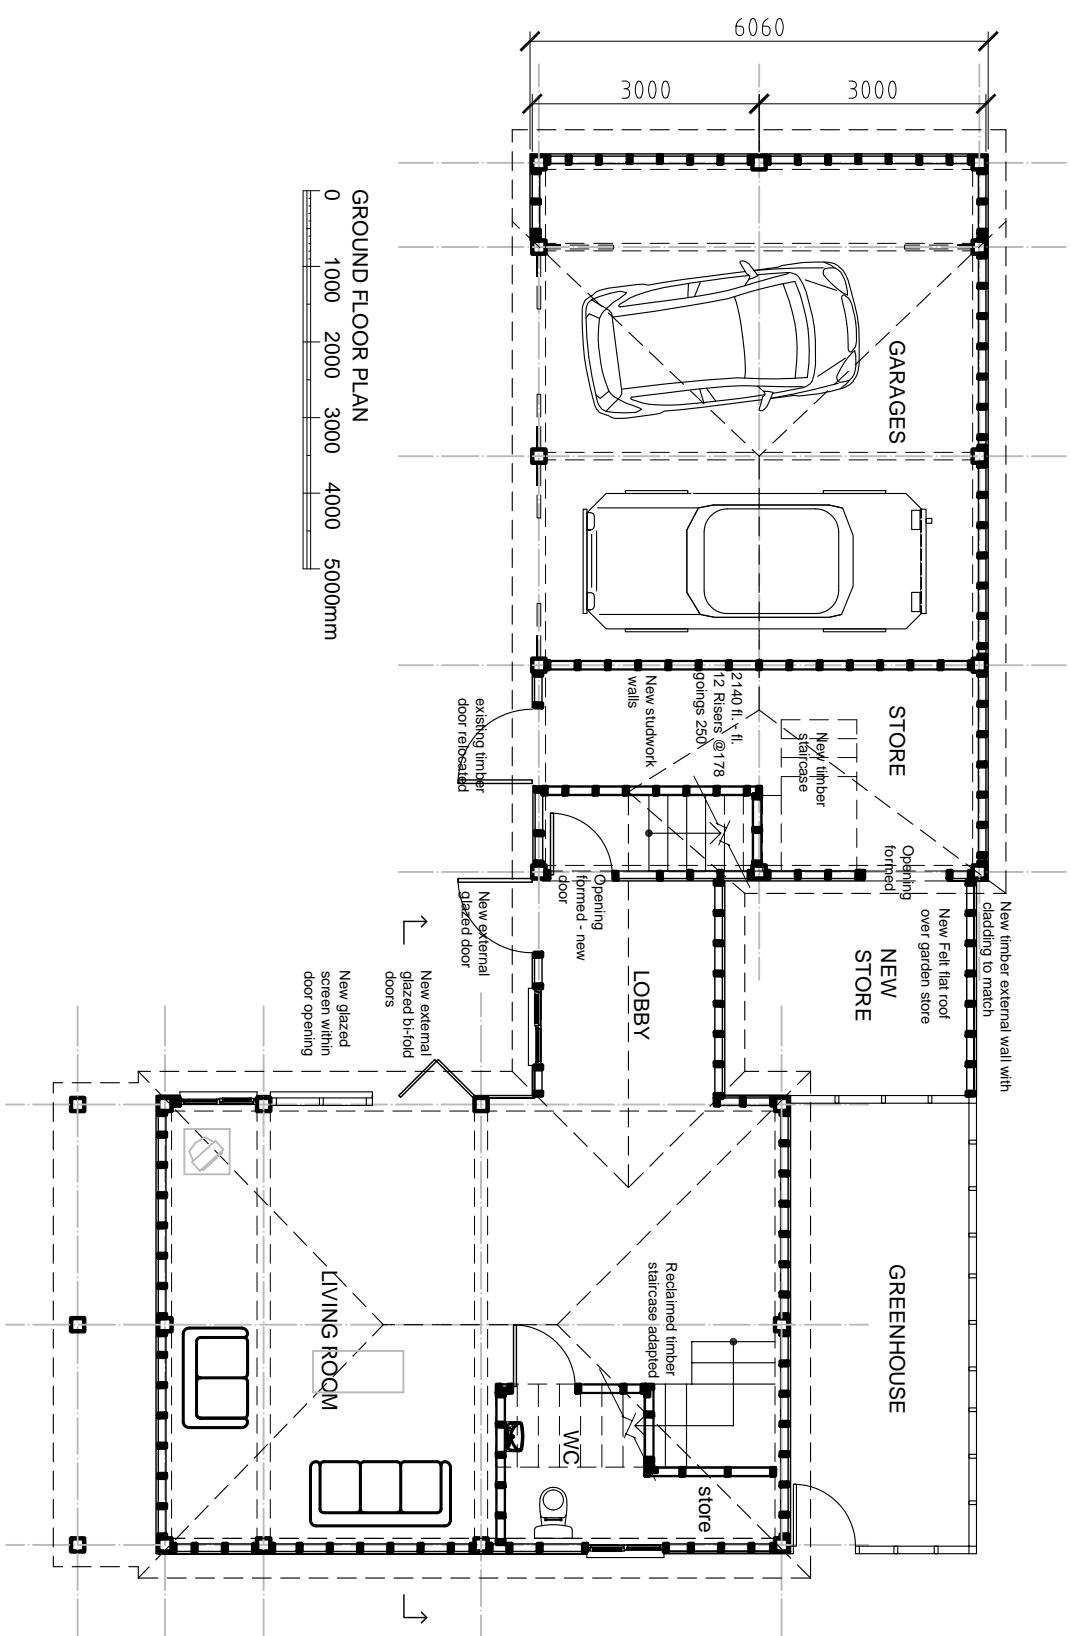 6060
3000
3000
GROUND FLOOR PLAN
0
1000
2000
3000
4000
5000mm
GARAGES
STORE
New timber
staircase
2140 fl. - fl.
12 Risers @178
goings 250
New studwork
walls
existing timber
door relocated
Opening
formed
Opening
formed - new
door
New external
glazed door
New timber external wall with
cladding to match
New Felt flat roof
over garden store
NEW
STORE
LOBBY
New external
glazed bi-fold
doors
New glazed
screen within
door opening
GREENHOUSE
Reclaimed timber
staircase adapted
LIVING ROOM
WC
store